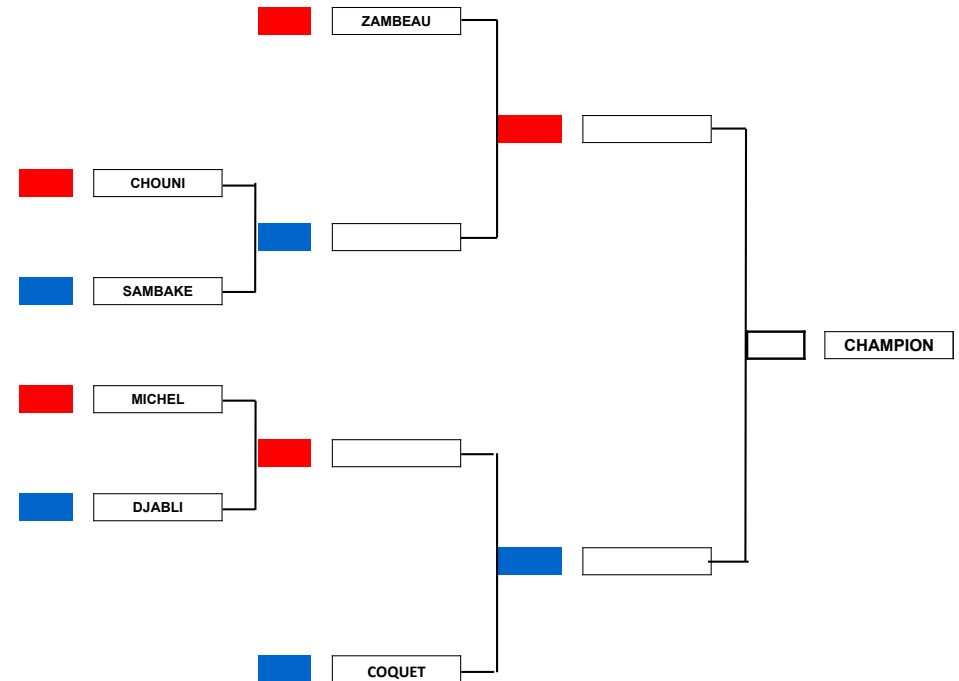 ZAMBEAU
CHOUNI
SAMBAKE
CHAMPION
MICHEL
DJABLI
COQUET